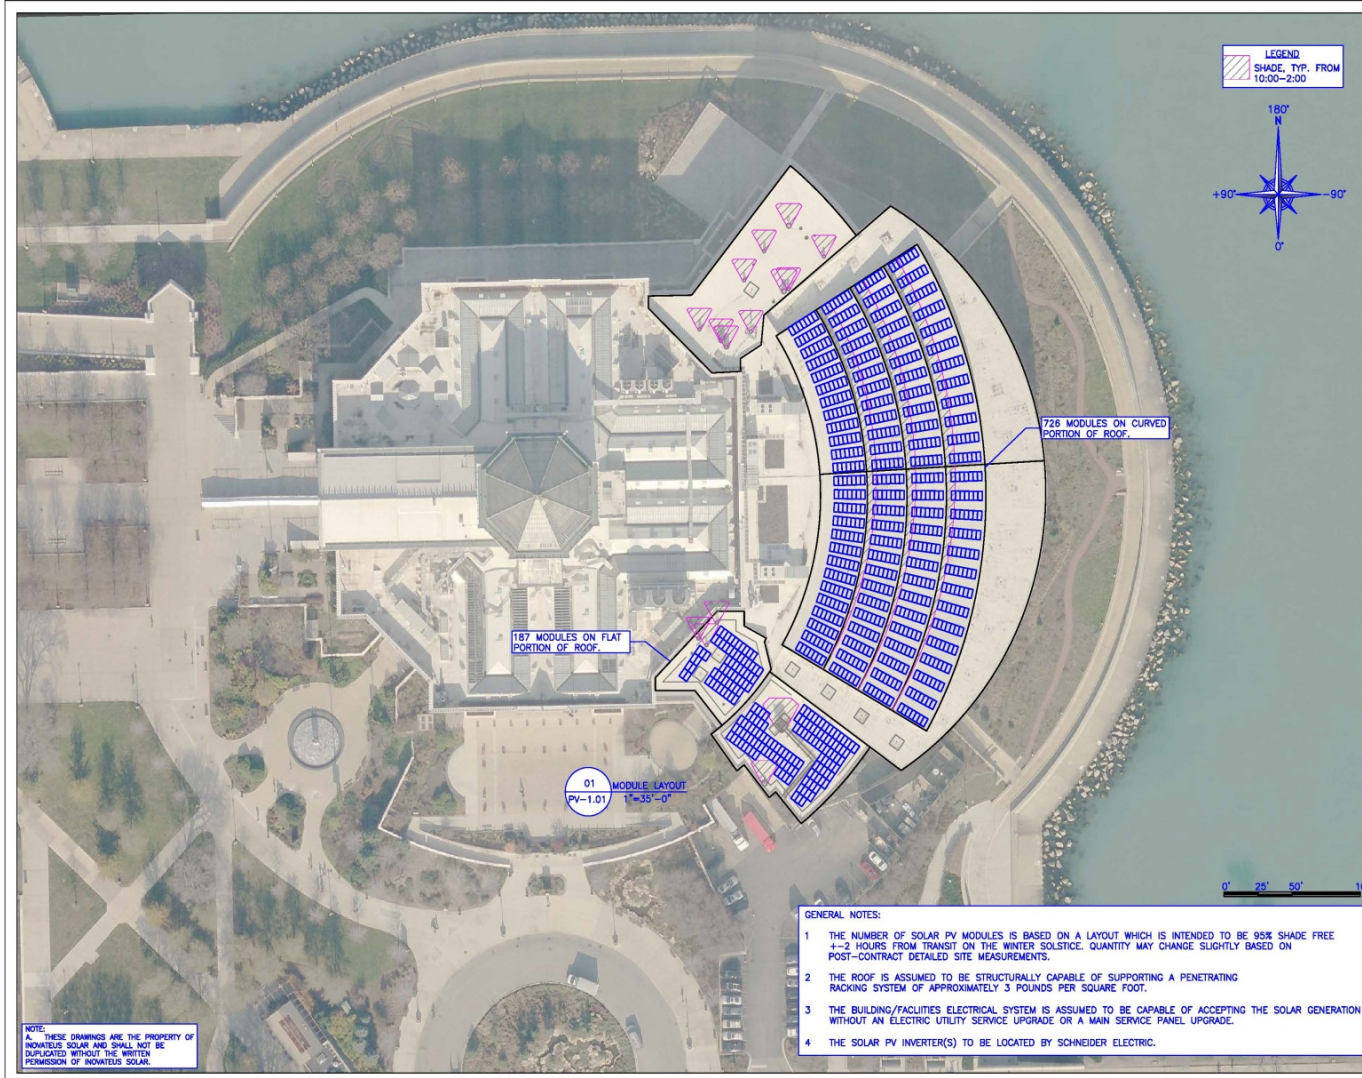 LEGEND
SHADE, TYP. FROM
10:00-2:00
180°
N
+90°
-90°
0°
726 MODULES ON CURVED
PORTION OF ROOF.
187 MODULES ON FLAT
PORTION OF ROOF.
01
PV-1.01
MODULE LAYOUT
1"=35'-0"
0' 25' 50'
GENERAL NOTES:
1 THE NUMBER OF SOLAR PV MODULES IS BASED ON A LAYOUT WHICH IS INTENDED TO BE 95% SHADE FREE
+-2 HOURS FROM TRANSIT ON THE WINTER SOLSTICE. QUANTITY MAY CHANGE SLIGHTLY BASED ON
POST-CONTRACT DETAILED SITE MEASUREMENTS.
2 THE ROOF IS ASSUMED TO BE STRUCTURALLY CAPABLE OF SUPPORTING A PENETRATING
RACKING SYSTEM OF APPROXIMATELY 3 POUNDS PER SQUARE FOOT.
3 THE BUILDING/FACLIITIES ELECTRICAL SYSTEM IS ASSUMED TO BE CAPABLE OF ACCEPTING THE SOLAR GENERATION
WITHOUT AN ELECTRIC UTILITY SERVICE UPGRADE OR A MAIN SERVICE PANEL UPGRADE.
4 THE SOLAR PV INVERTER(S) TO BE LOCATED BY SCHNEIDER ELECTRIC.
NOTE:
A. THESE DRAWINGS ARE THE PROPERTY OF
INOVATEUS SOLAR AND SHALL NOT BE
DUPLICATED WITHOUT THE WRITTEN
PERMISSION OF INOVATEUS SOLAR.